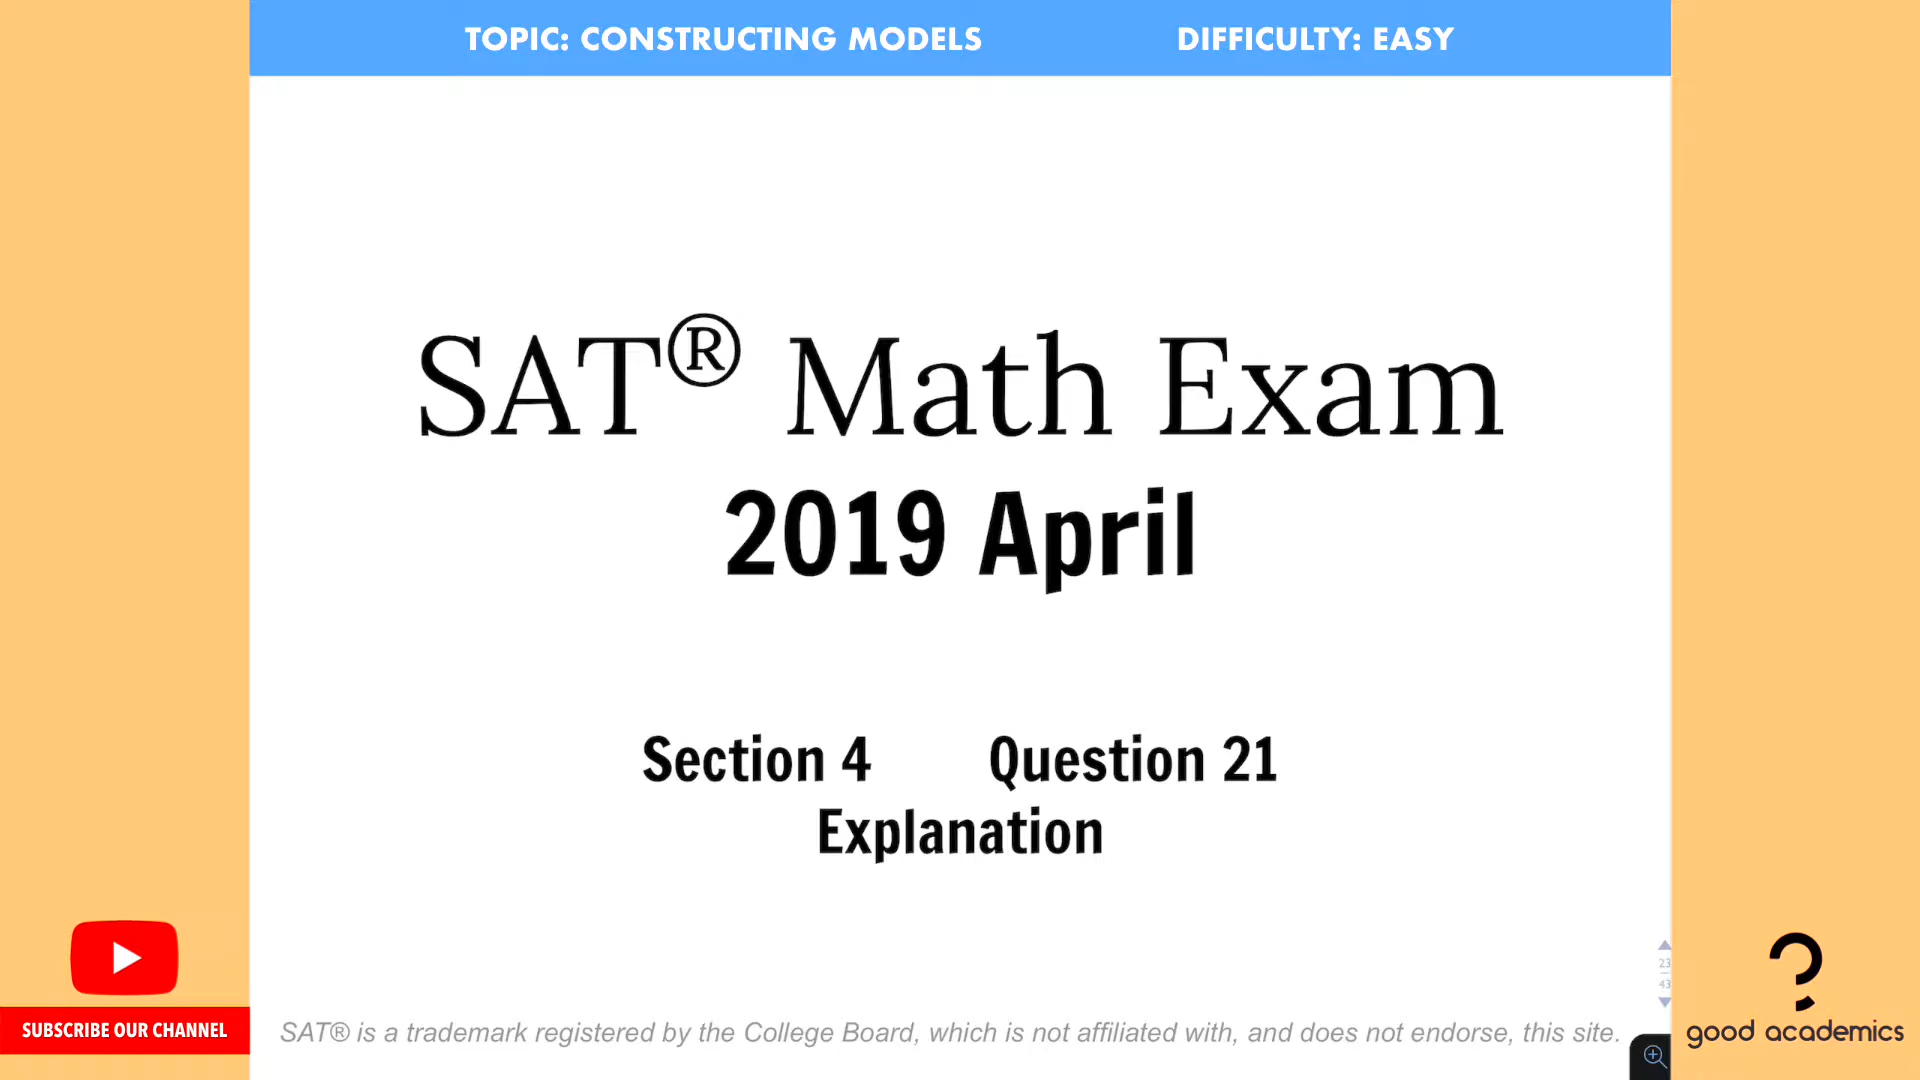 TOPIC: CONSTRUCTING MODELS DIFFICULTY: EASY
SAT® Math Exam
2019 April
Section 4 Question 21
Explanation
23
43
SUBSCRIBE OUR CHANNEL
SAT® is a trademark registered by the College Board, which is not affiliated with, and does not endorse, this site.
good academics